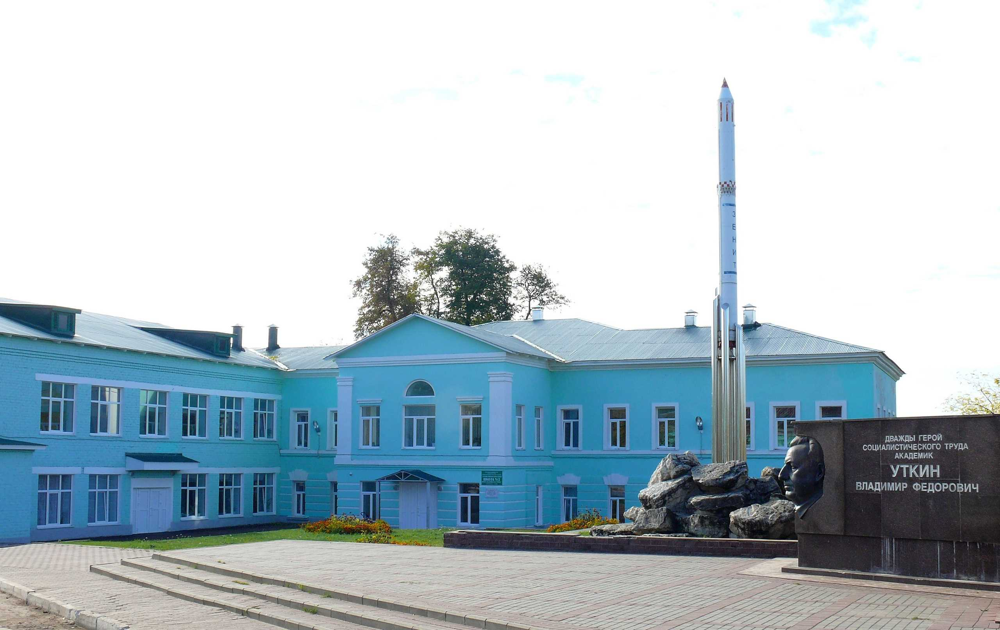 ЗЕНИТ
ШКОЛА №2
ДВАЖДЫ ГЕРОЙ
СОЦИАЛИСТИЧЕСКОГО ТРУДА
АКАДЕМИК
УТКИН
ВЛАДИМИР ФЕДОРОВИЧ